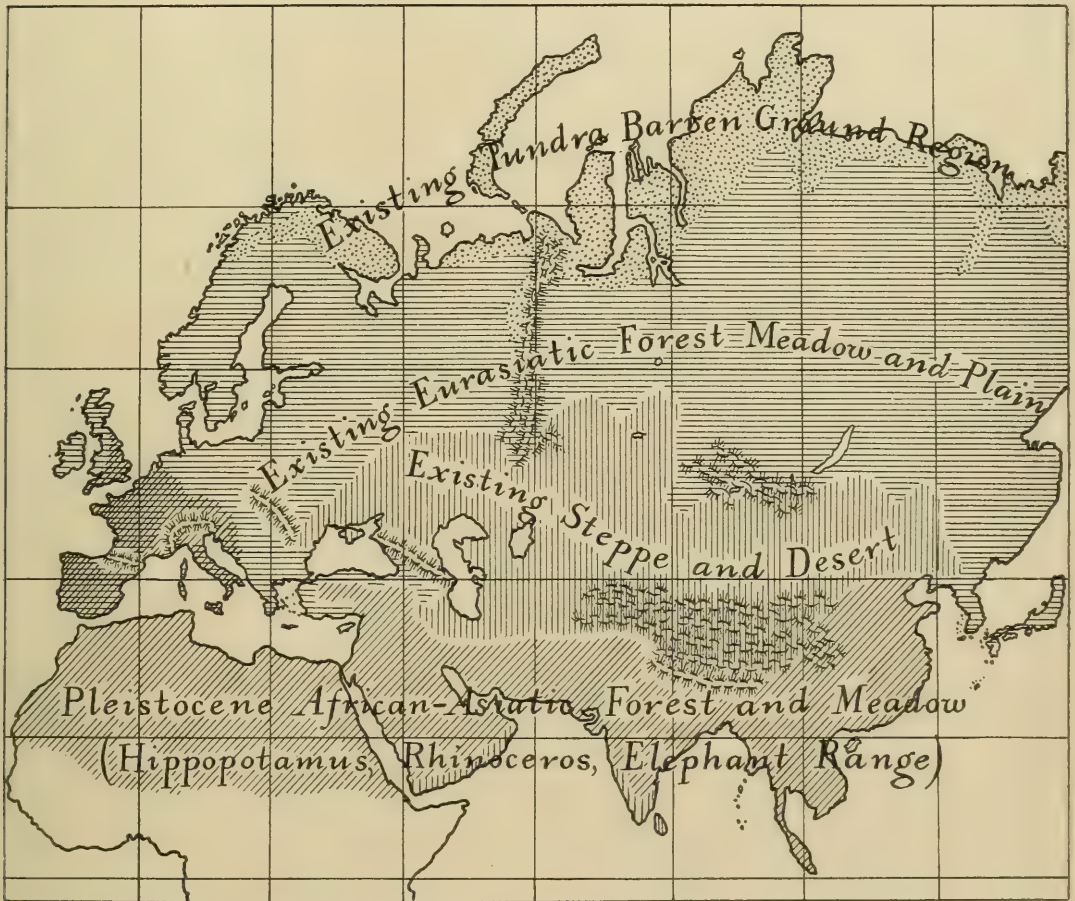 Existing Tundra Barren Ground Region
Existing Eurasiatic Forest Meadow and Plain
Existing Steppe and Desert
Pleistocene African-Asiatic Forest and Meadow
(Hippopotamus, Rhinoceros, Elephant Range)